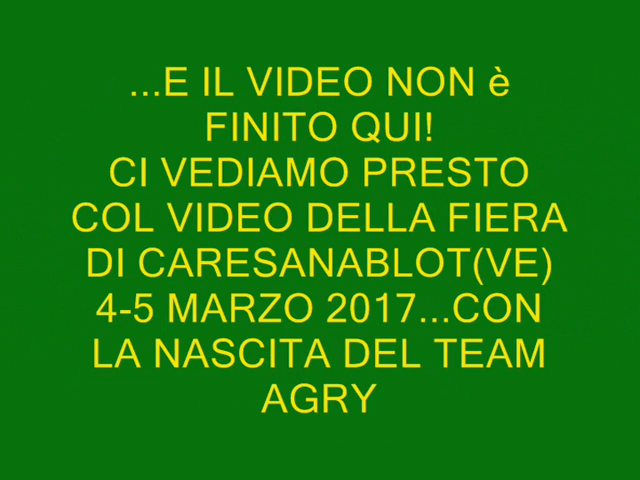 ...E IL VIDEO NON è
FINITO QUI!
CI VEDIAMO PRESTO
COL VIDEO DELLA FIERA
DI CARESANABLOT(VE)
4-5 MARZO 2017...CON
LA NASCITA DEL TEAM
AGRY